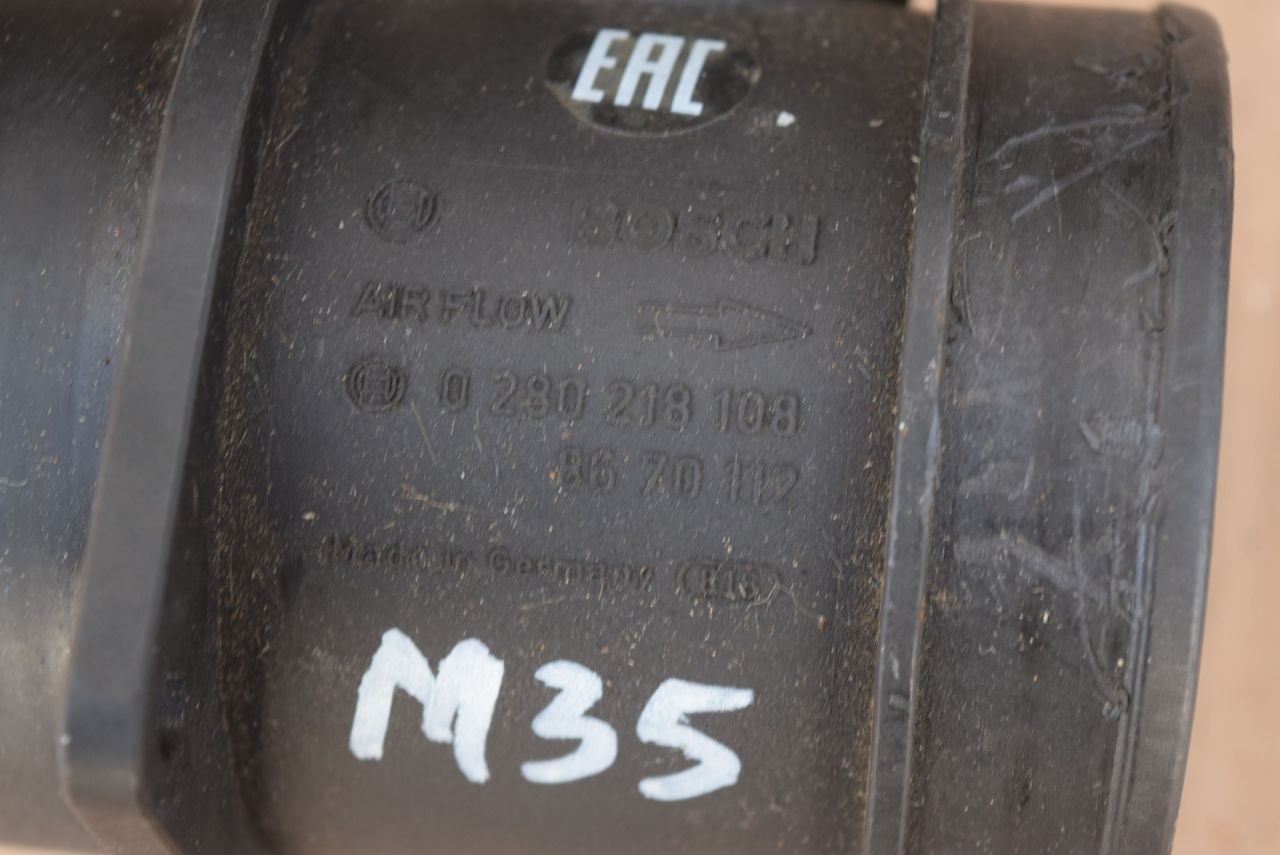 EAC
BOSCH
AIR FLOW
0 280 218 108
86 70 112
Made in Germany
M35